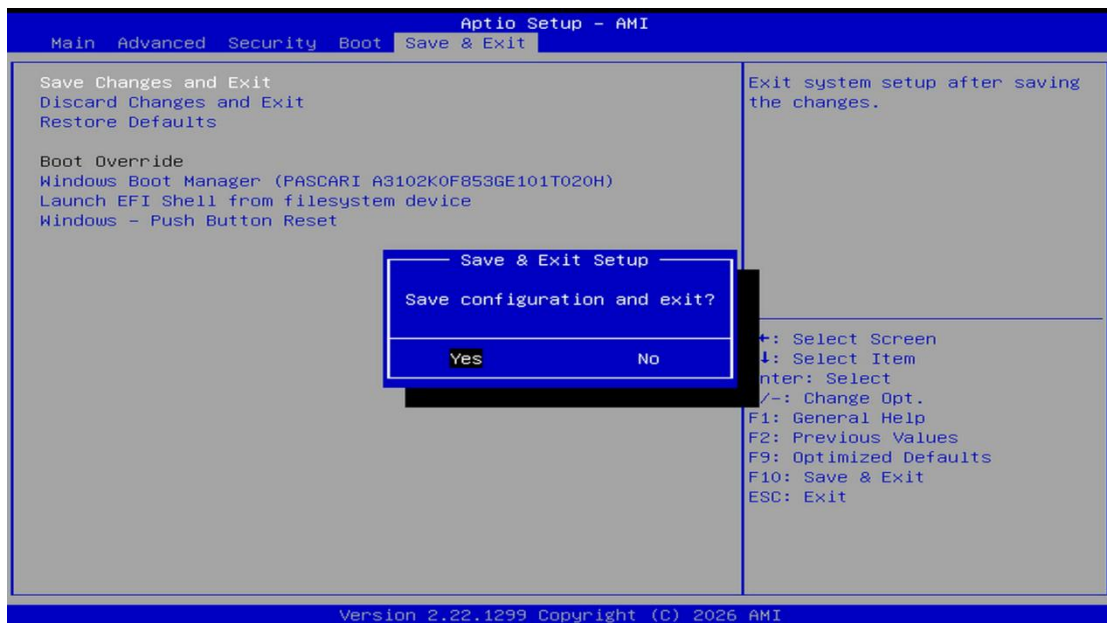 Aptio Setup – AMI
Main Advanced Security Boot Save & Exit
Save Changes and Exit
Discard Changes and Exit
Restore Defaults
Boot Override
Windows Boot Manager (PASCARI A3102K0F853GE101T020H)
Launch EFI Shell from filesystem device
Windows – Push Button Reset
Exit system setup after saving
the changes.
Save & Exit Setup
Save configuration and exit?
Yes No
←: Select Screen
↓: Select Item
nter: Select
/-: Change Opt.
F1: General Help
F2: Previous Values
F9: Optimized Defaults
F10: Save & Exit
ESC: Exit
Version 2.22.1299 Copyright (C) 2026 AMI